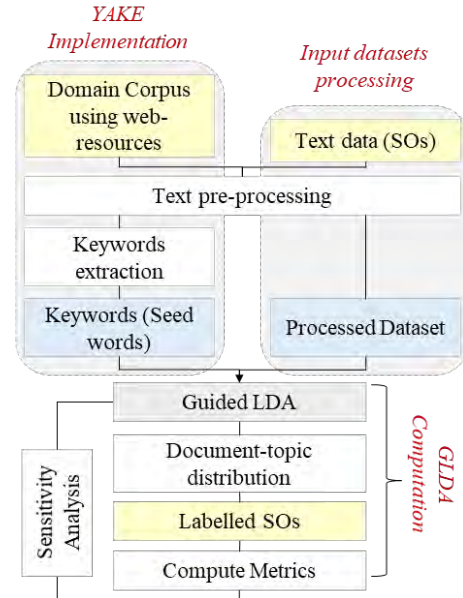 YAKE
Implementation
Input datasets
processing
Domain Corpus
using web-
resources
Text data (SOs)
Text pre-processing
Keywords
extraction
Keywords (Seed
words)
Processed Dataset
Guided LDA
Document-topic
distribution
Labelled SOs
Compute Metrics
Sensitivity
Analysis
GLDA
Computation